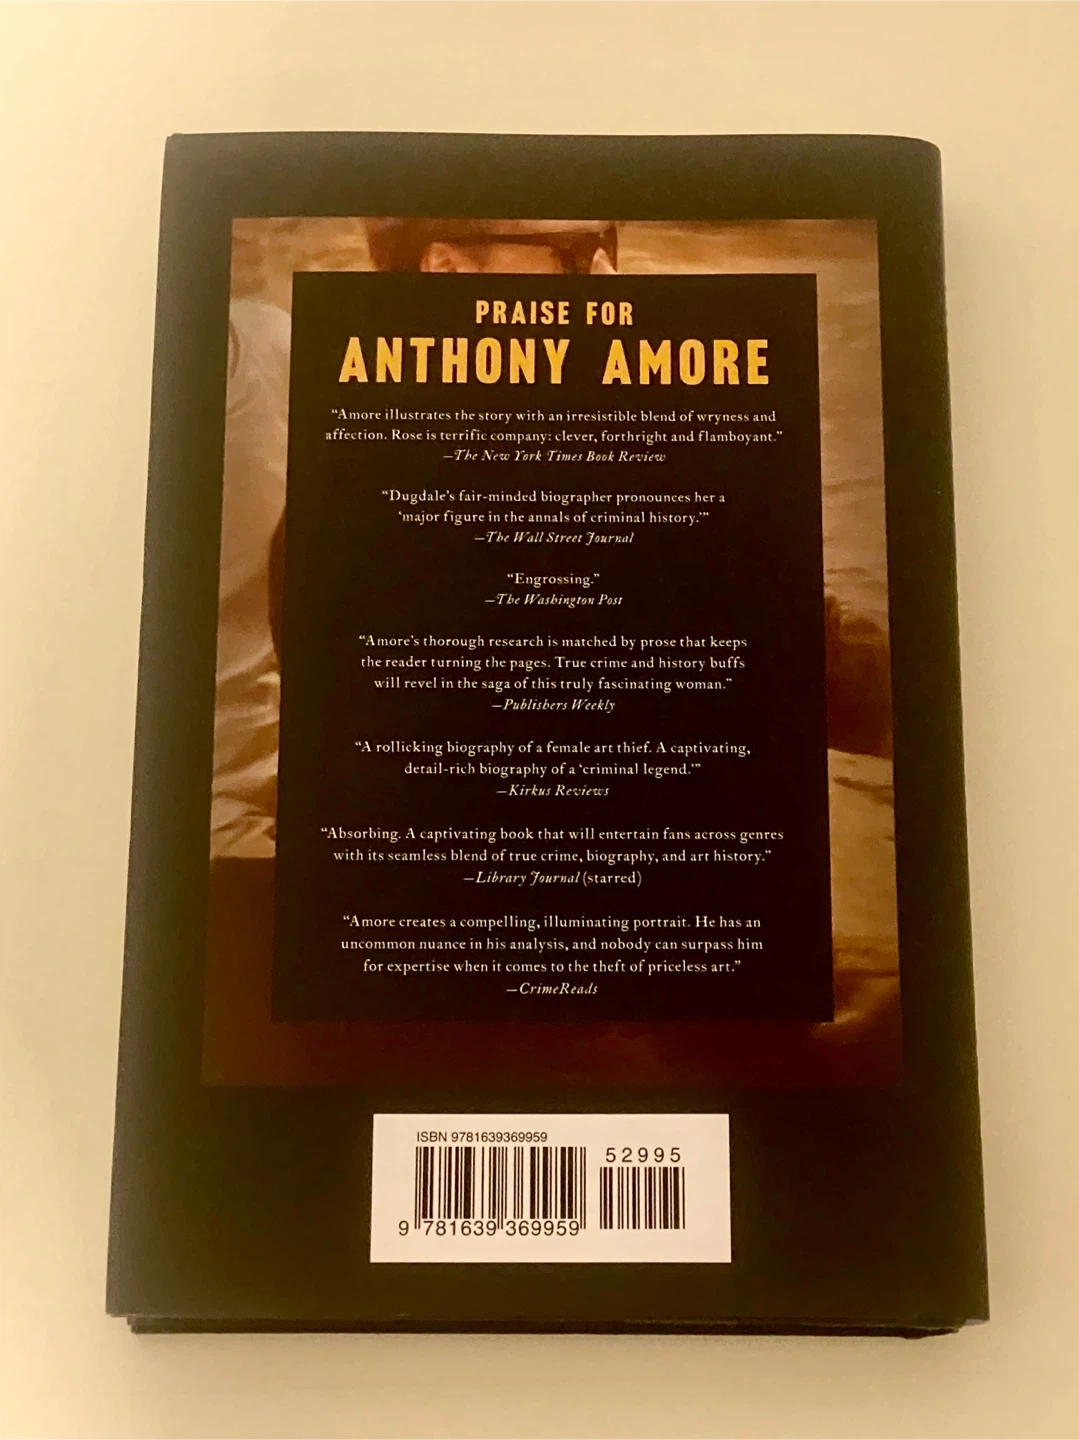 PRAISE FOR
ANTHONY AMORE
“Amore illustrates the story with an irresistible blend of wryness and
affection. Rose is terrific company: clever, forthright and flamboyant.”
—The New York Times Book Review
“Dugdale’s fair-minded biographer pronounces her a
‘major figure in the annals of criminal history.’”
—The Wall Street Journal
“Engrossing.”
—The Washington Post
“Amore’s thorough research is matched by prose that keeps
the reader turning the pages. True crime and history buffs
will revel in the saga of this truly fascinating woman.”
—Publishers Weekly
“A rollicking biography of a female art thief. A captivating,
detail-rich biography of a ‘criminal legend.’”
—Kirkus Reviews
“Absorbing. A captivating book that will entertain fans across genres
with its seamless blend of true crime, biography, and art history.”
—Library Journal (starred)
“Amore creates a compelling, illuminating portrait. He has an
uncommon nuance in his analysis, and nobody can surpass him
for expertise when it comes to the theft of priceless art.”
—CrimeReads
ISBN 9781639369959
52995
9 781639 369959